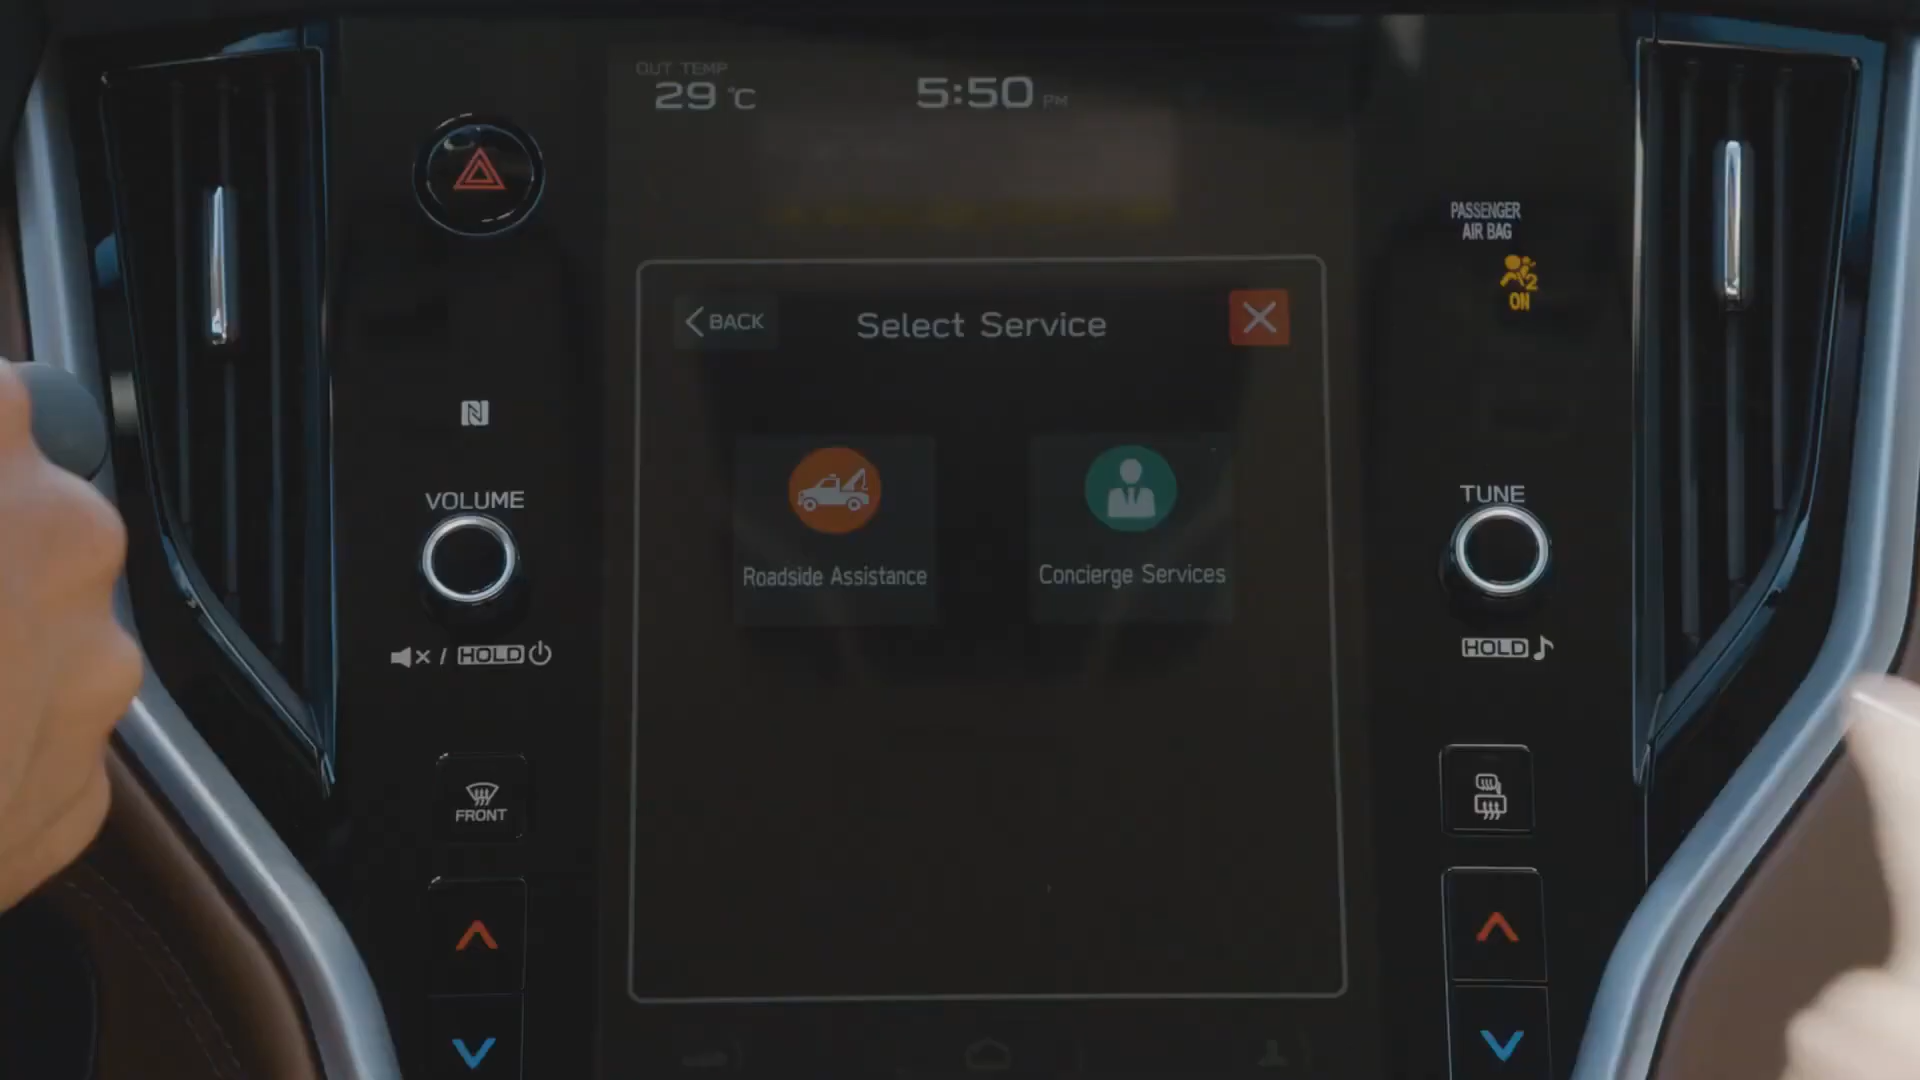 OUT TEMP
29 °C
5:50 PM
PASSENGER
AIR BAG
2
ON
BACK
Select Service
VOLUME
TUNE
Roadside Assistance
Concierge Services
/ HOLD
HOLD
FRONT